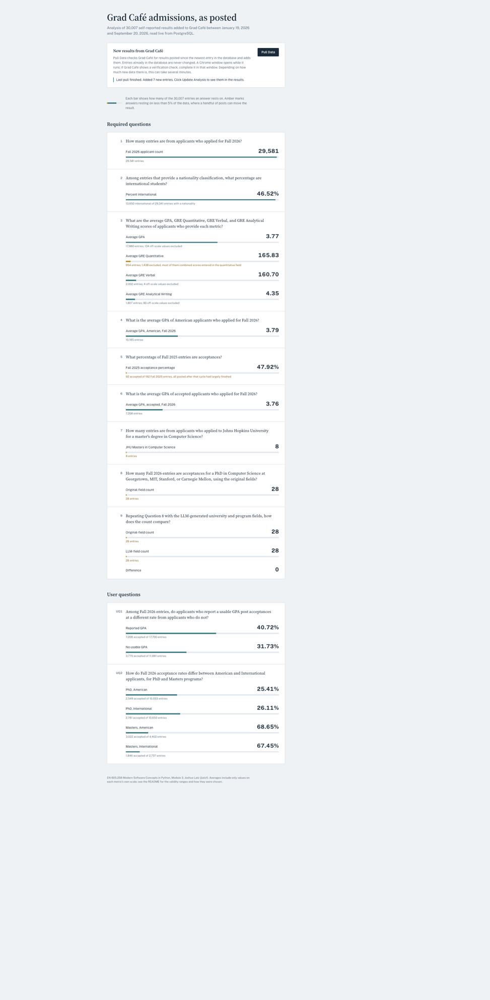 Grad Café admissions, as posted
Analysis of 30,007 self-reported results added to Grad Café between January 19, 2026
and September 20, 2026, read live from PostgreSQL.
New results from Grad Café
Pull Data
Pull Data checks Grad Café for results posted since the newest entry in the database and adds
them. Entries already in the database are never changed. A Chrome window opens while it
runs; if Grad Café shows a verification check, complete it in that window. Depending on how
much new data there is, this can take several minutes.
Last pull finished. Added 7 new entries. Click Update Analysis to see them in the results.
Each bar shows how many of the 30,007 entries an answer rests on. Amber marks
answers resting on less than 5% of the data, where a handful of posts can move the
result.
Required questions
1 How many entries are from applicants who applied for Fall 2026?
Fall 2026 applicant count 29,581
29,581 entries
2 Among entries that provide a nationality classification, what percentage are
international students?
Percent international 46.52%
13,650 international of 29,341 entries with a nationality
3 What are the average GPA, GRE Quantitative, GRE Verbal, and GRE Analytical
Writing scores of applicants who provide each metric?
Average GPA 3.77
17,980 entries; 134 off-scale values excluded
Average GRE Quantitative 165.83
954 entries; 1,438 excluded, most of them combined scores entered in the quantitative field
Average GRE Verbal 160.70
2,002 entries; 4 off-scale values excluded
Average GRE Analytical Writing 4.35
1,807 entries; 80 off-scale values excluded
4 What is the average GPA of American applicants who applied for Fall 2026?
Average GPA, American, Fall 2026 3.79
10,185 entries
5 What percentage of Fall 2025 entries are acceptances?
Fall 2025 acceptance percentage 47.92%
92 accepted of 192 Fall 2025 entries, all posted after that cycle had largely finished
6 What is the average GPA of accepted applicants who applied for Fall 2026?
Average GPA, accepted, Fall 2026 3.76
7,208 entries
7 How many entries are from applicants who applied to Johns Hopkins University
for a master's degree in Computer Science?
JHU Masters in Computer Science 8
8 entries
8 How many Fall 2026 entries are acceptances for a PhD in Computer Science at
Georgetown, MIT, Stanford, or Carnegie Mellon, using the original fields?
Original-field count 28
28 entries
9 Repeating Question 8 with the LLM-generated university and program fields, how
does the count compare?
Original-field count 28
28 entries
LLM-field count 28
28 entries
Difference 0
User questions
UQ1 Among Fall 2026 entries, do applicants who report a usable GPA post acceptances
at a different rate from applicants who do not?
Reported GPA 40.72%
7,208 accepted of 17,700 entries
No usable GPA 31.73%
3,770 accepted of 11,881 entries
UQ2 How do Fall 2026 acceptance rates differ between American and International
applicants, for PhD and Masters programs?
PhD, American 25.41%
2,549 accepted of 10,033 entries
PhD, International 26.11%
2,781 accepted of 10,650 entries
Masters, American 68.65%
3,022 accepted of 4,402 entries
Masters, International 67.45%
1,846 accepted of 2,737 entries
EN 605.256 Modern Software Concepts in Python, Module 3. Joshua Latz (jlatz1). Averages include only values on
each metric's own scale; see the README for the validity ranges and how they were chosen.